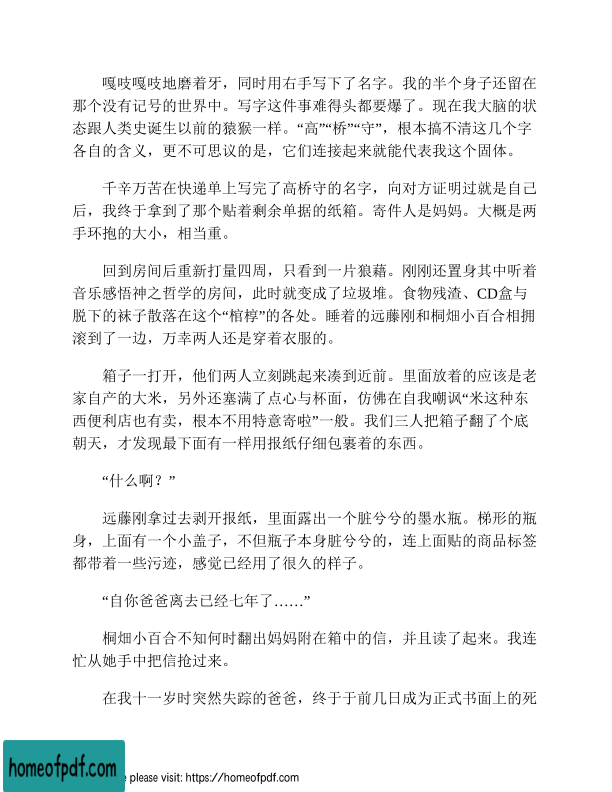 嘎吱嘎吱地磨着牙，同时用右手写下了名字。我的半个身子还留在
那个没有记号的世界中。写字这件事难得头都要爆了。现在我大脑的状
态跟人类史诞生以前的猿猴一样。“高”“桥”“守”，根本搞不清这几个字
各自的含义，更不可思议的是，它们连接起来就能代表我这个固体。
千辛万苦在快递单上写完了高桥守的名字，向对方证明过就是自己
后，我终于拿到了那个贴着剩余单据的纸箱。寄件人是妈妈。大概是两
手环抱的大小，相当重。
回到房间后重新打量四周，只看到一片狼藉。刚刚还置身其中听着
音乐感悟神之哲学的房间，此时就变成了垃圾堆。食物残渣、CD盒与
脱下的袜子散落在这个“棺椁”的各处。睡着的远藤刚和桐畑小百合相拥
滚到了一边，万幸两人还是穿着衣服的。
箱子一打开，他们两人立刻跳起来凑到近前。里面放着的应该是老
家自产的大米，另外还塞满了点心与杯面，仿佛在自我嘲讽“米这种东
西便利店也有卖，根本不用特意寄啦”一般。我们三人把箱子翻了个底
朝天，才发现最下面有一样用报纸仔细包裹着的东西。
“什么啊？”
远藤刚拿过去剥开报纸，里面露出一个脏兮兮的墨水瓶。梯形的瓶
身，上面有一个小盖子，不但瓶子本身脏兮兮的，连上面贴的商品标签
都带着一些污迹，感觉已经用了很久的样子。
“自你爸爸离去已经七年了……”
桐畑小百合不知何时翻出妈妈附在箱中的信，并且读了起来。我连
忙从她手中把信抢过来。
在我十一岁时突然失踪的爸爸，终于于前几日成为正式书面上的死
homeofpdf.com
e please visit: https://homeofpdf.com